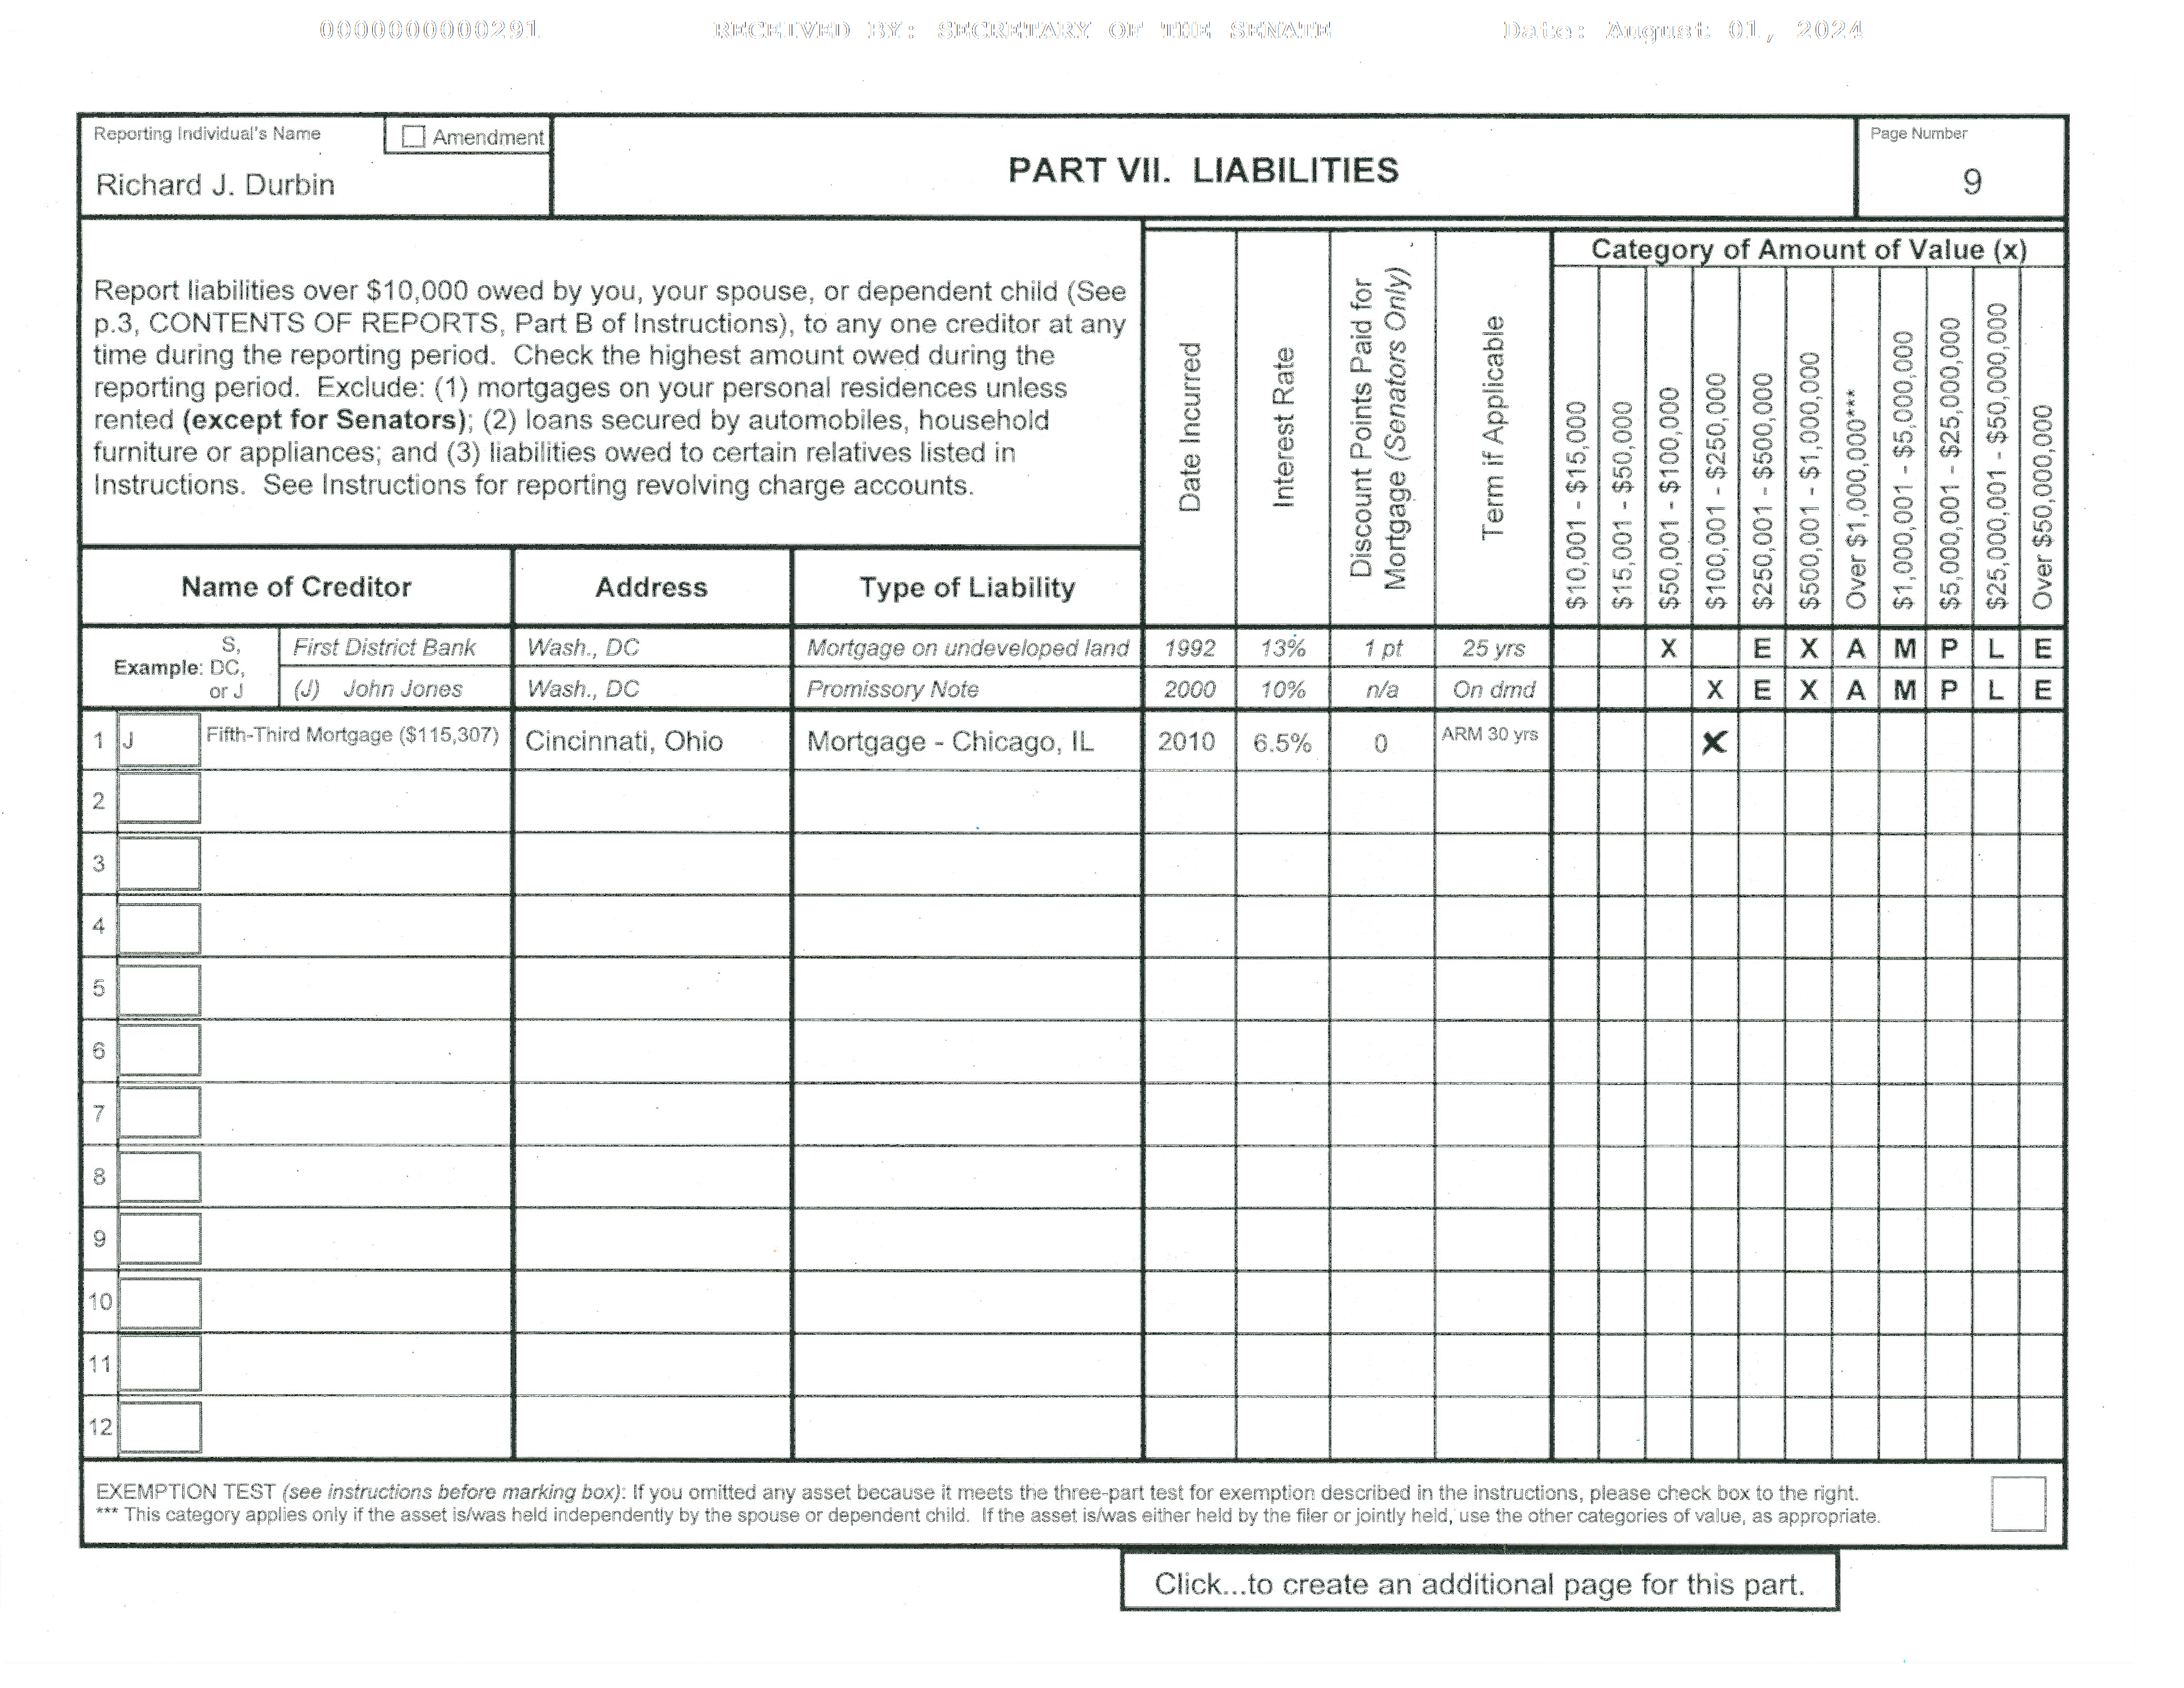 0000000000291 RECEIVED BY: SECRETARY OF THE SENATE Date: August 01, 2024
Reporting Individual's Name
Amendment
Richard J. Durbin
PART VII. LIABILITIES
Page Number
9
Report liabilities over $10,000 owed by you, your spouse, or dependent child (See
p.3, CONTENTS OF REPORTS, Part B of Instructions), to any one creditor at any
time during the reporting period. Check the highest amount owed during the
reporting period. Exclude: (1) mortgages on your personal residences unless
rented (except for Senators); (2) loans secured by automobiles, household
furniture or appliances; and (3) liabilities owed to certain relatives listed in
Instructions. See Instructions for reporting revolving charge accounts.
Date Incurred
Interest Rate
Discount Points Paid for
Mortgage (Senators Only)
Term if Applicable
Category of Amount of Value (x)
$10,001 - $15,000
$15,001 - $50,000
$50,001 - $100,000
$100,001 - $250,000
$250,001 - $500,000
$500,001 - $1,000,000
Over $1,000,000***
$1,000,001 - $5,000,000
$5,000,001 - $25,000,000
$25,000,001 - $50,000,000
Over $50,000,000
Name of Creditor Address Type of Liability
Example: S,
DC,
or J
First District Bank Wash., DC Mortgage on undeveloped land 1992 13% 1 pt 25 yrs X E X A M P L E
(J) John Jones Wash., DC Promissory Note 2000 10% n/a On dmd X E X A M P L E
1 J Fifth-Third Mortgage ($115,307) Cincinnati, Ohio Mortgage - Chicago, IL 2010 6.5% 0 ARM 30 yrs X
2
3
4
5
6
7
8
9
10
11
12
EXEMPTION TEST (see instructions before marking box): If you omitted any asset because it meets the three-part test for exemption described in the instructions, please check box to the right.
*** This category applies only if the asset is/was held independently by the spouse or dependent child. If the asset is/was either held by the filer or jointly held, use the other categories of value, as appropriate.
Click...to create an additional page for this part.